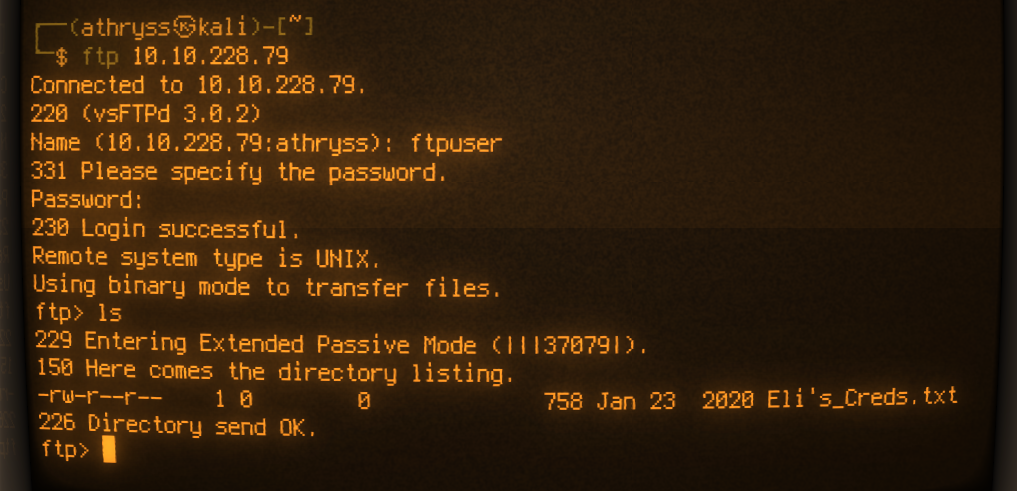 ┌──(athryss㉿kali)-[~]
└─$ ftp 10.10.228.79
Connected to 10.10.228.79.
220 (vsFTPd 3.0.2)
Name (10.10.228.79:athryss): ftpuser
331 Please specify the password.
Password:
230 Login successful.
Remote system type is UNIX.
Using binary mode to transfer files.
ftp> ls
229 Entering Extended Passive Mode (|||37079|).
150 Here comes the directory listing.
-rw-r--r--    1 0        0             758 Jan 23  2020 Eli's_Creds.txt
226 Directory send OK.
ftp>